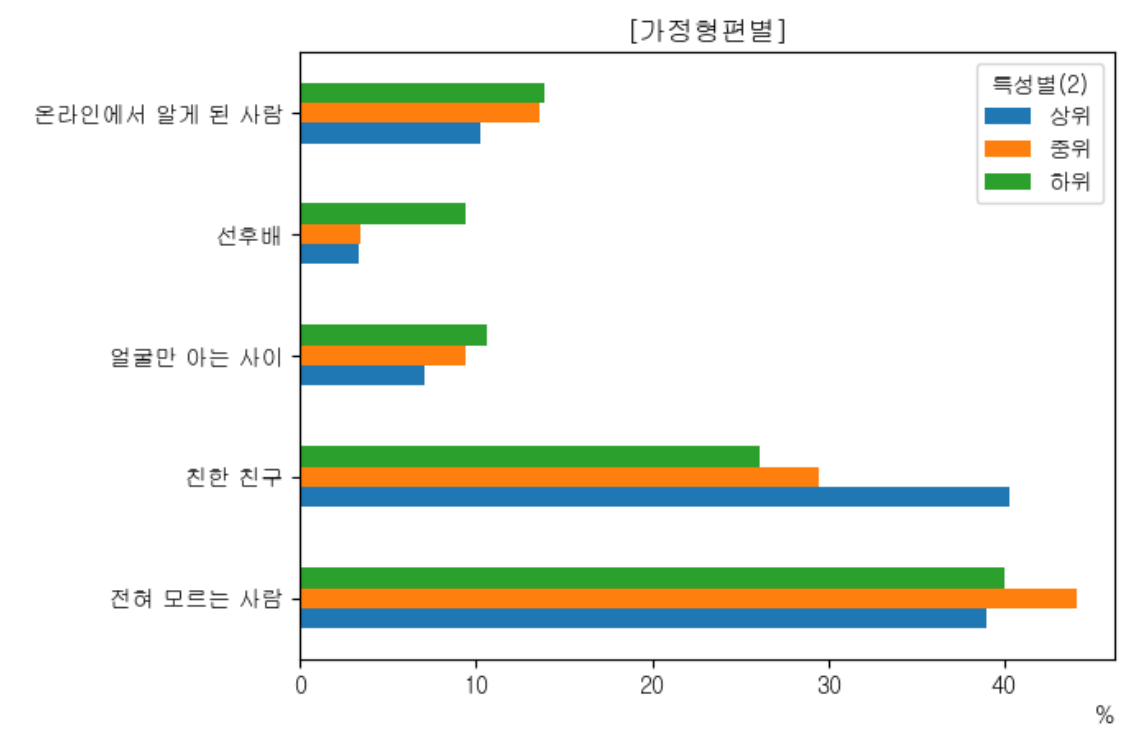 [가정형편별]
특성별(2)
상위
중위
하위
온라인에서 알게 된 사람
선후배
얼굴만 아는 사이
친한 친구
전혀 모르는 사람
0 10 20 30 40
%